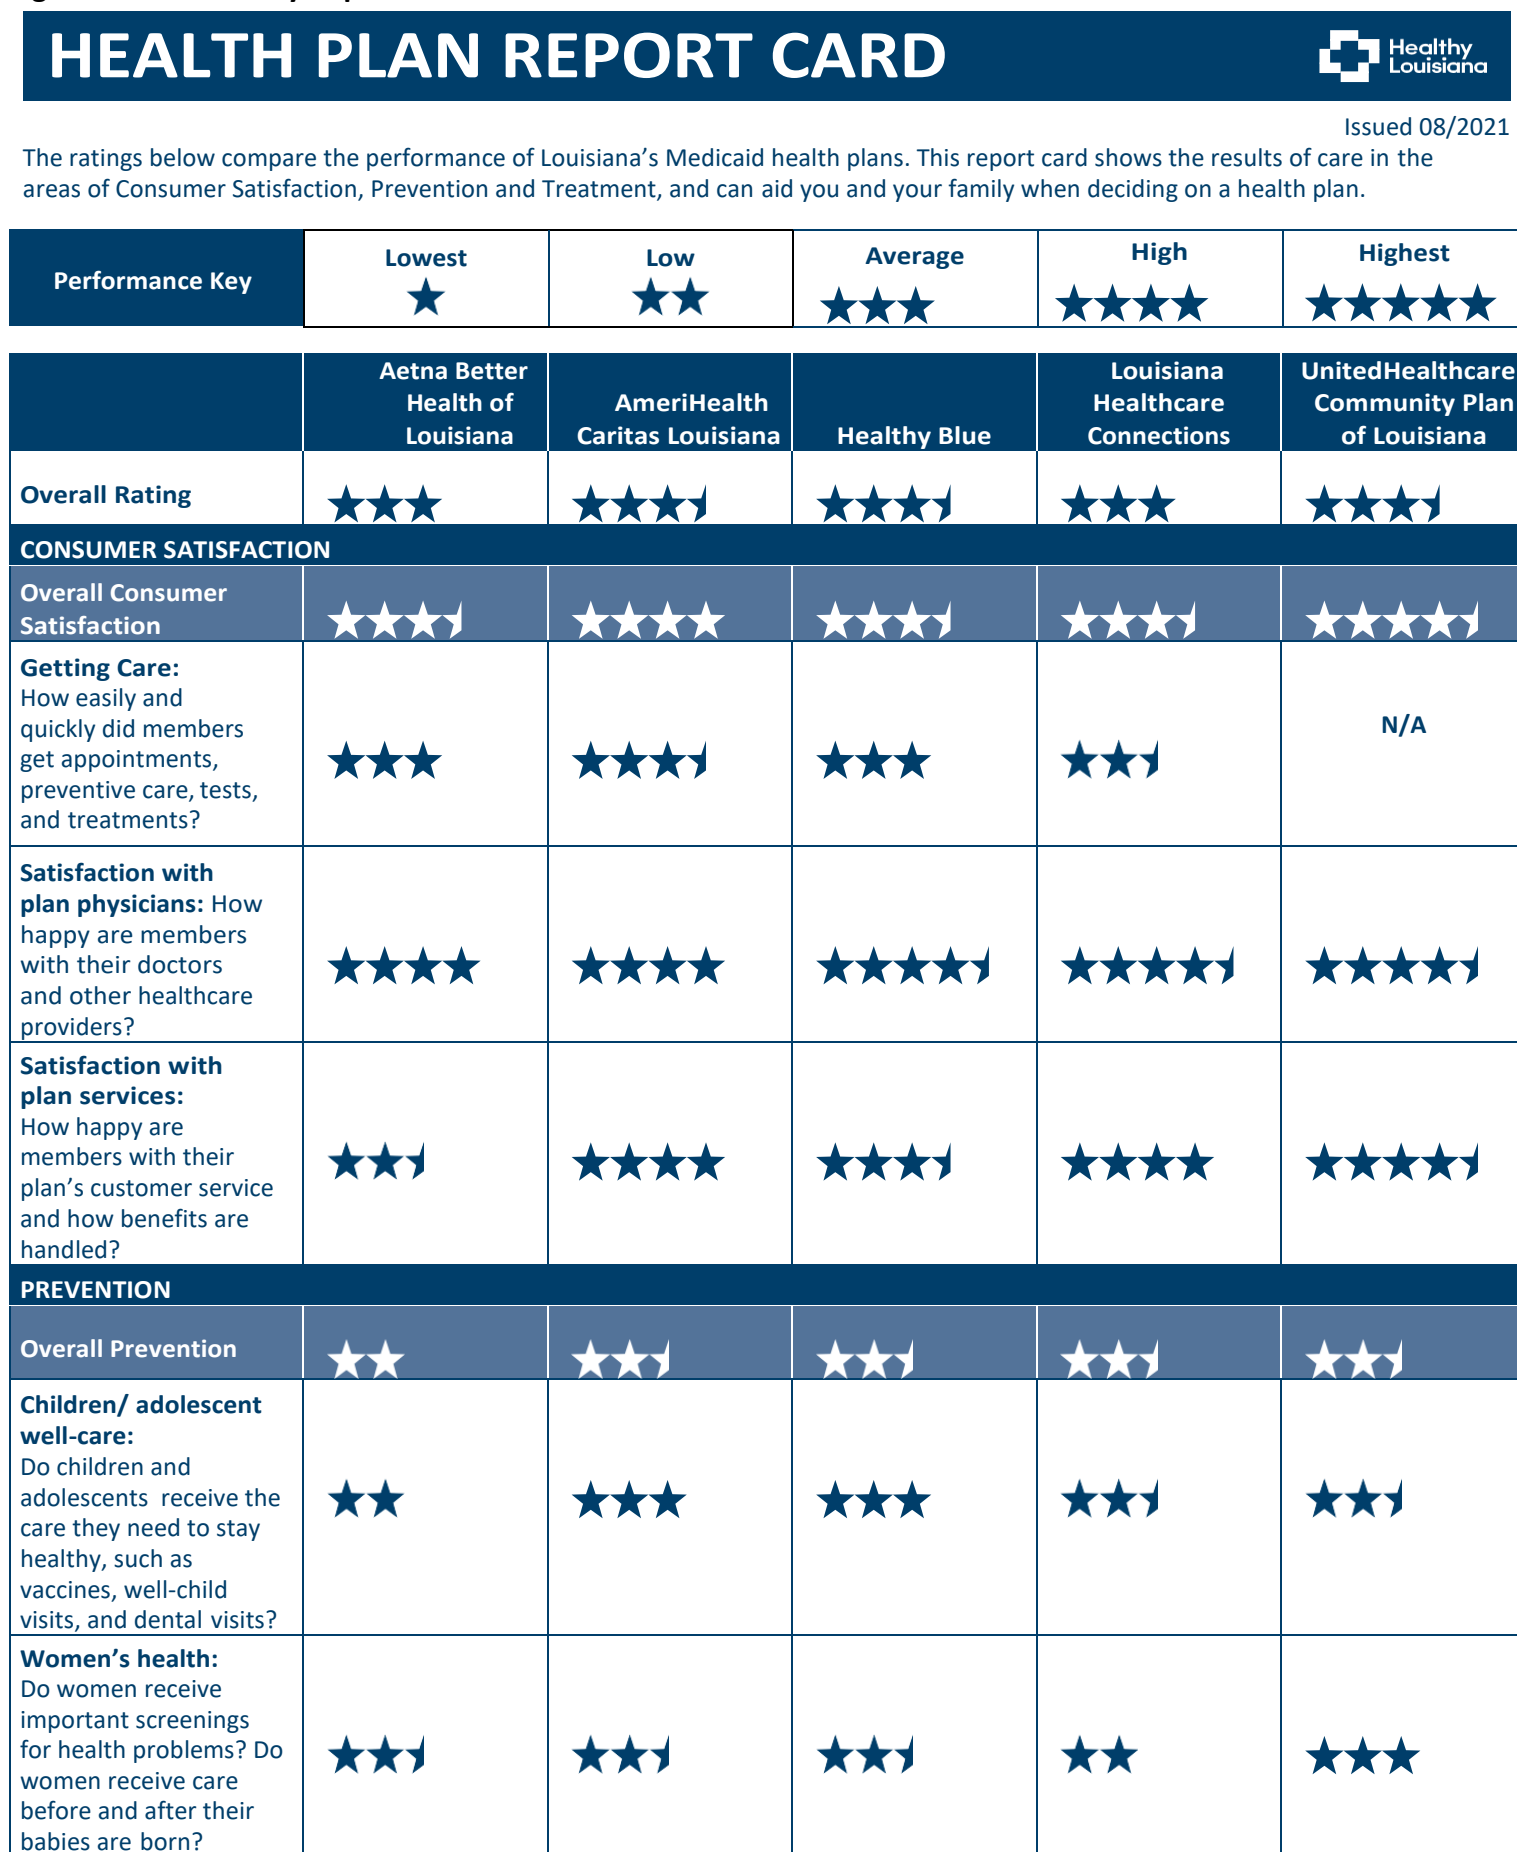 HEALTH PLAN REPORT CARD
Healthy
Louisiana
Issued 08/2021
The ratings below compare the performance of Louisiana’s Medicaid health plans. This report card shows the results of care in the
areas of Consumer Satisfaction, Prevention and Treatment, and can aid you and your family when deciding on a health plan.
Performance Key
Lowest
Low
Average
High
Highest
Aetna Better
Health of
Louisiana
AmeriHealth
Caritas Louisiana
Healthy Blue
Louisiana
Healthcare
Connections
UnitedHealthcare
Community Plan
of Louisiana
Overall Rating
CONSUMER SATISFACTION
Overall Consumer
Satisfaction
Getting Care:
How easily and
quickly did members
get appointments,
preventive care, tests,
and treatments?
N/A
Satisfaction with
plan physicians: How
happy are members
with their doctors
and other healthcare
providers?
Satisfaction with
plan services:
How happy are
members with their
plan’s customer service
and how benefits are
handled?
PREVENTION
Overall Prevention
Children/ adolescent
well-care:
Do children and
adolescents  receive the
care they need to stay
healthy, such as
vaccines, well-child
visits, and dental visits?
Women’s health:
Do women receive
important screenings
for health problems? Do
women receive care
before and after their
babies are born?